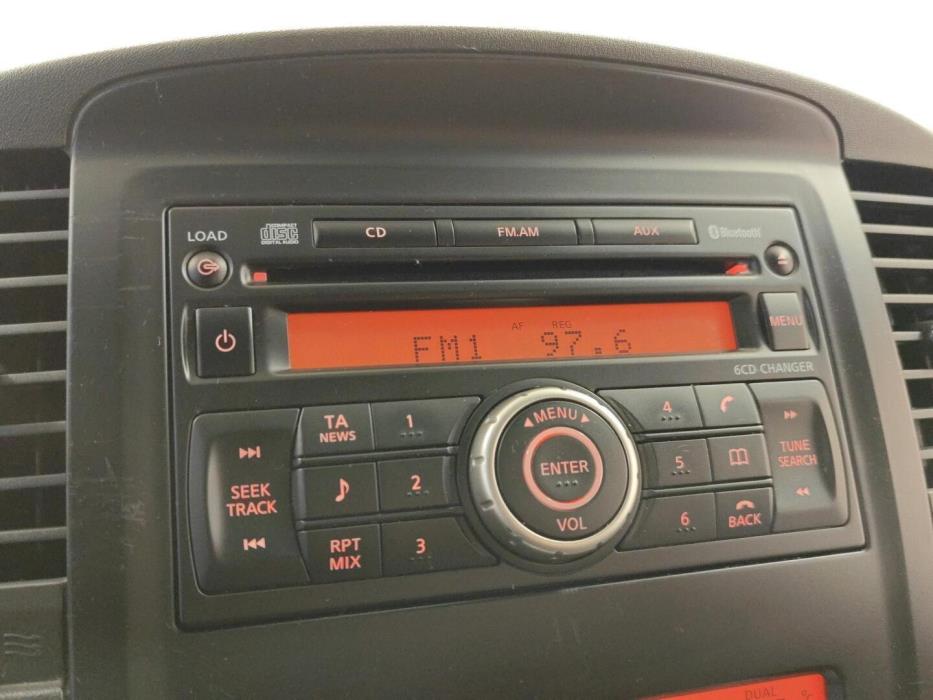 LOAD
COMPACT
disc
DIGITAL AUDIO
CD
FM.AM
AUX
Bluetooth
AF REG
FM1 97.6
MENU
6CD CHANGER
TA
NEWS
1
MENU
4
SEEK
TRACK
2
ENTER
5
TUNE
SEARCH
RPT
MIX
3
VOL
6
BACK
DUAL
°C